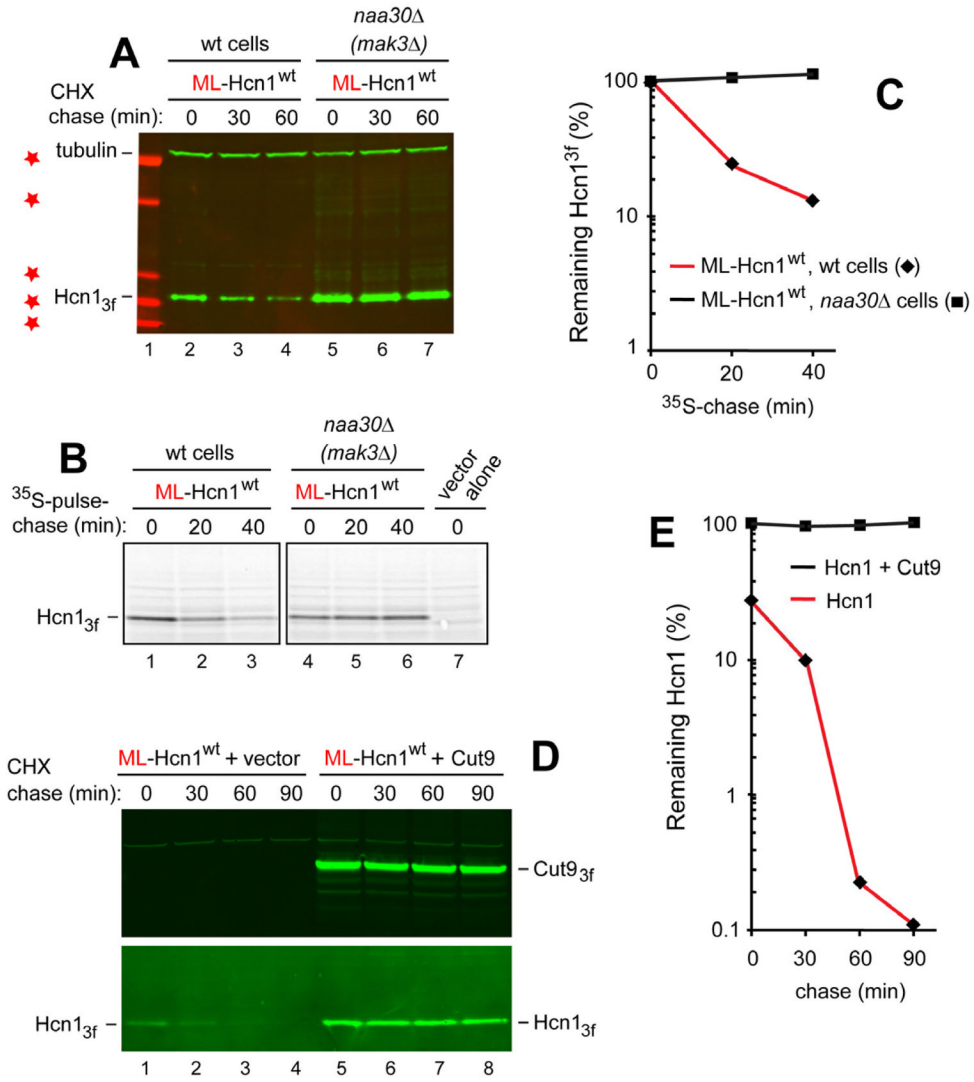 A
wt cells
naa30Δ
(mak3Δ)
ML-Hcn1wt
ML-Hcn1wt
CHX
chase (min): 0 30 60 0 30 60
tubulin
Hcn13f
1 2 3 4 5 6 7
C
Remaining Hcn13f (%)
100
10
1
ML-Hcn1wt, wt cells (◆)
ML-Hcn1wt, naa30Δ cells (■)
0 20 40
35S-chase (min)
B
wt cells
naa30Δ
(mak3Δ)
vector
alone
35S-pulse-
ML-Hcn1wt
ML-Hcn1wt
chase (min): 0 20 40 0 20 40 0
Hcn13f
1 2 3 4 5 6 7
D
ML-Hcn1wt + vector
ML-Hcn1wt + Cut9
CHX
chase (min): 0 30 60 90 0 30 60 90
Cut93f
Hcn13f
Hcn13f
1 2 3 4 5 6 7 8
E
Remaining Hcn1 (%)
100
10
1
0.1
Hcn1 + Cut9
Hcn1
0 30 60 90
chase (min)